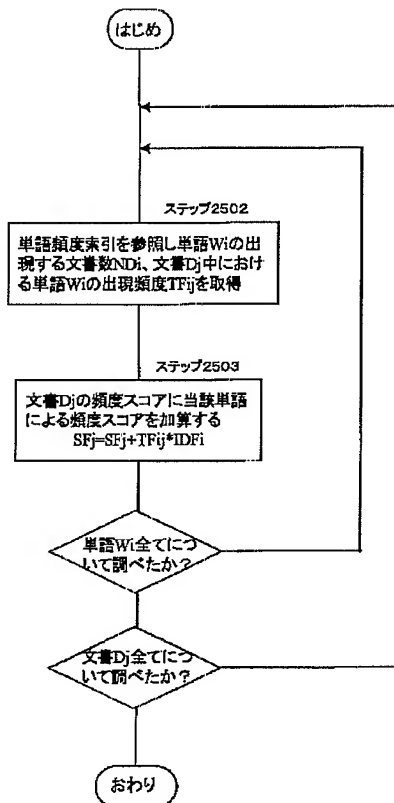 はじめ
ステップ2502
単語頻度索引を参照し単語Wiの出
現する文書数NDi、文書Dj中におけ
る単語Wiの出現頻度TFijを取得
ステップ2503
文書Djの頻度スコアに当該単語
による頻度スコアを加算する
SFj=SFj+TFij*IDFi
単語Wi全てにつ
いて調べたか？
文書Dj全てにつ
いて調べたか？
おわり